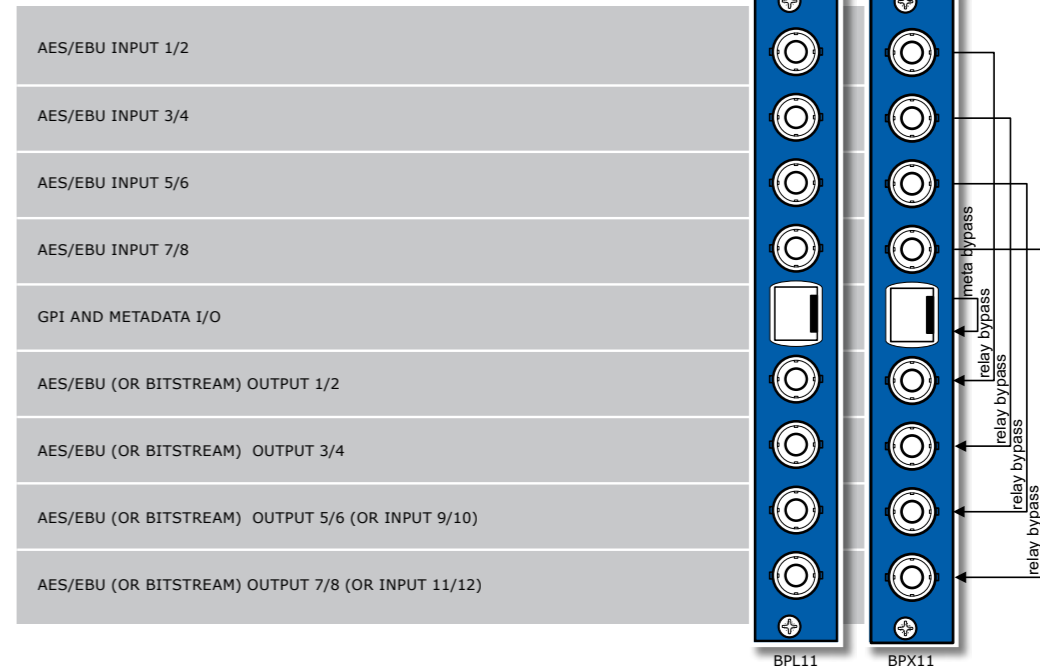 AES/EBU INPUT 1/2
AES/EBU INPUT 3/4
AES/EBU INPUT 5/6
AES/EBU INPUT 7/8
GPI AND METADATA I/O
AES/EBU (OR BITSTREAM) OUTPUT 1/2
AES/EBU (OR BITSTREAM)  OUTPUT 3/4
AES/EBU (OR BITSTREAM)  OUTPUT 5/6 (OR INPUT 9/10)
AES/EBU (OR BITSTREAM) OUTPUT 7/8 (OR INPUT 11/12)
meta bypass
relay bypass
relay bypass
relay bypass
relay bypass
BPL11
BPX11